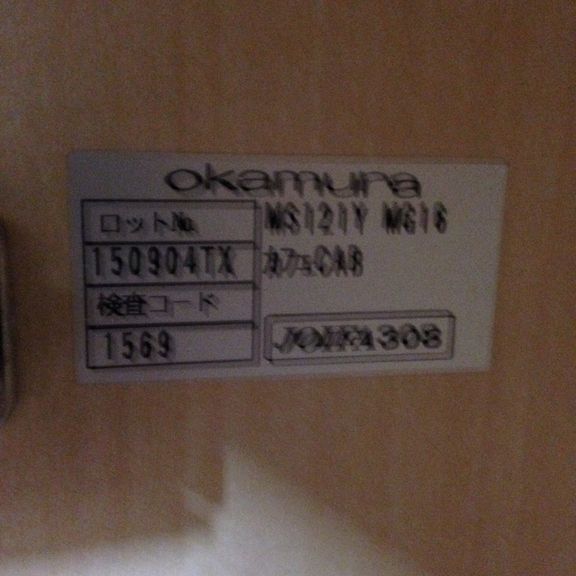 okamura
ロットNo.
MS121Y MG16
150904TX
カフェCAB
検査コード
1569
JOIFA308